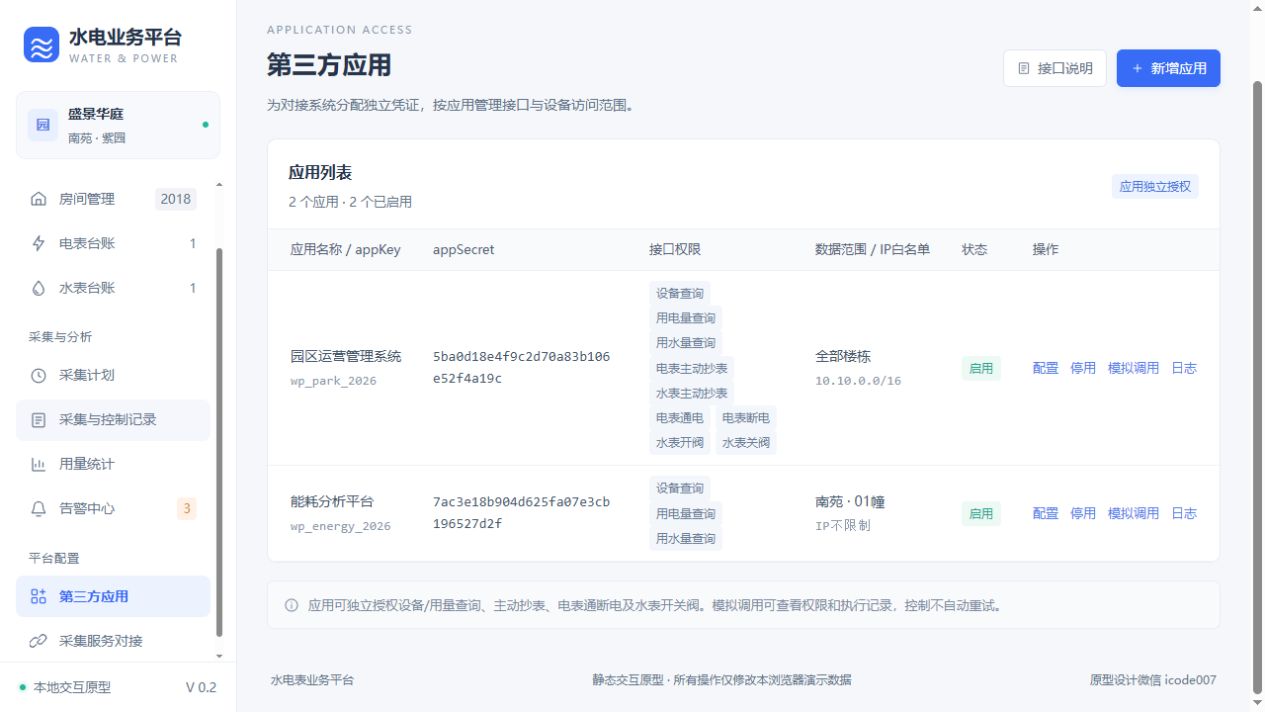 水电业务平台
WATER & POWER
园
盛景华庭
南苑 · 紫园
房间管理 2018
电表台账 1
水表台账 1
采集与分析
采集计划
采集与控制记录
用量统计
告警中心 3
平台配置
第三方应用
采集服务对接
本地交互原型 V 0.2
APPLICATION ACCESS
第三方应用
为对接系统分配独立凭证，按应用管理接口与设备访问范围。
接口说明
+ 新增应用
应用列表
2 个应用 · 2 个已启用
应用独立授权
应用名称 / appKey appSecret 接口权限 数据范围 / IP白名单 状态 操作
园区运营管理系统
wp_park_2026
5ba0d18e4f9c2d70a83b106
e52f4a19c
设备查询
用电量查询
用水量查询
电表主动抄表
水表主动抄表
电表通电 电表断电
水表开阀 水表关阀
全部楼栋
10.10.0.0/16
启用
配置 停用 模拟调用 日志
能耗分析平台
wp_energy_2026
7ac3e18b904d625fa07e3cb
196527d2f
设备查询
用电量查询
用水量查询
南苑 · 01幢
IP不限制
启用
配置 停用 模拟调用 日志
应用可独立授权设备/用量查询、主动抄表、电表通断电及水表开关阀。模拟调用可查看权限和执行记录，控制不自动重试。
水电表业务平台
静态交互原型 · 所有操作仅修改本浏览器演示数据
原型设计微信 icode007